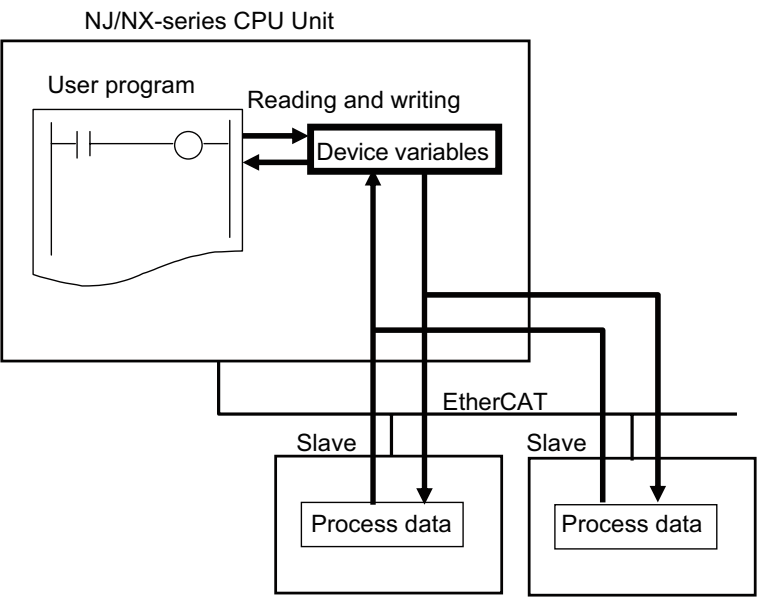 NJ/NX-series CPU Unit
User program
Reading and writing
Device variables
EtherCAT
Slave
Slave
Process data
Process data